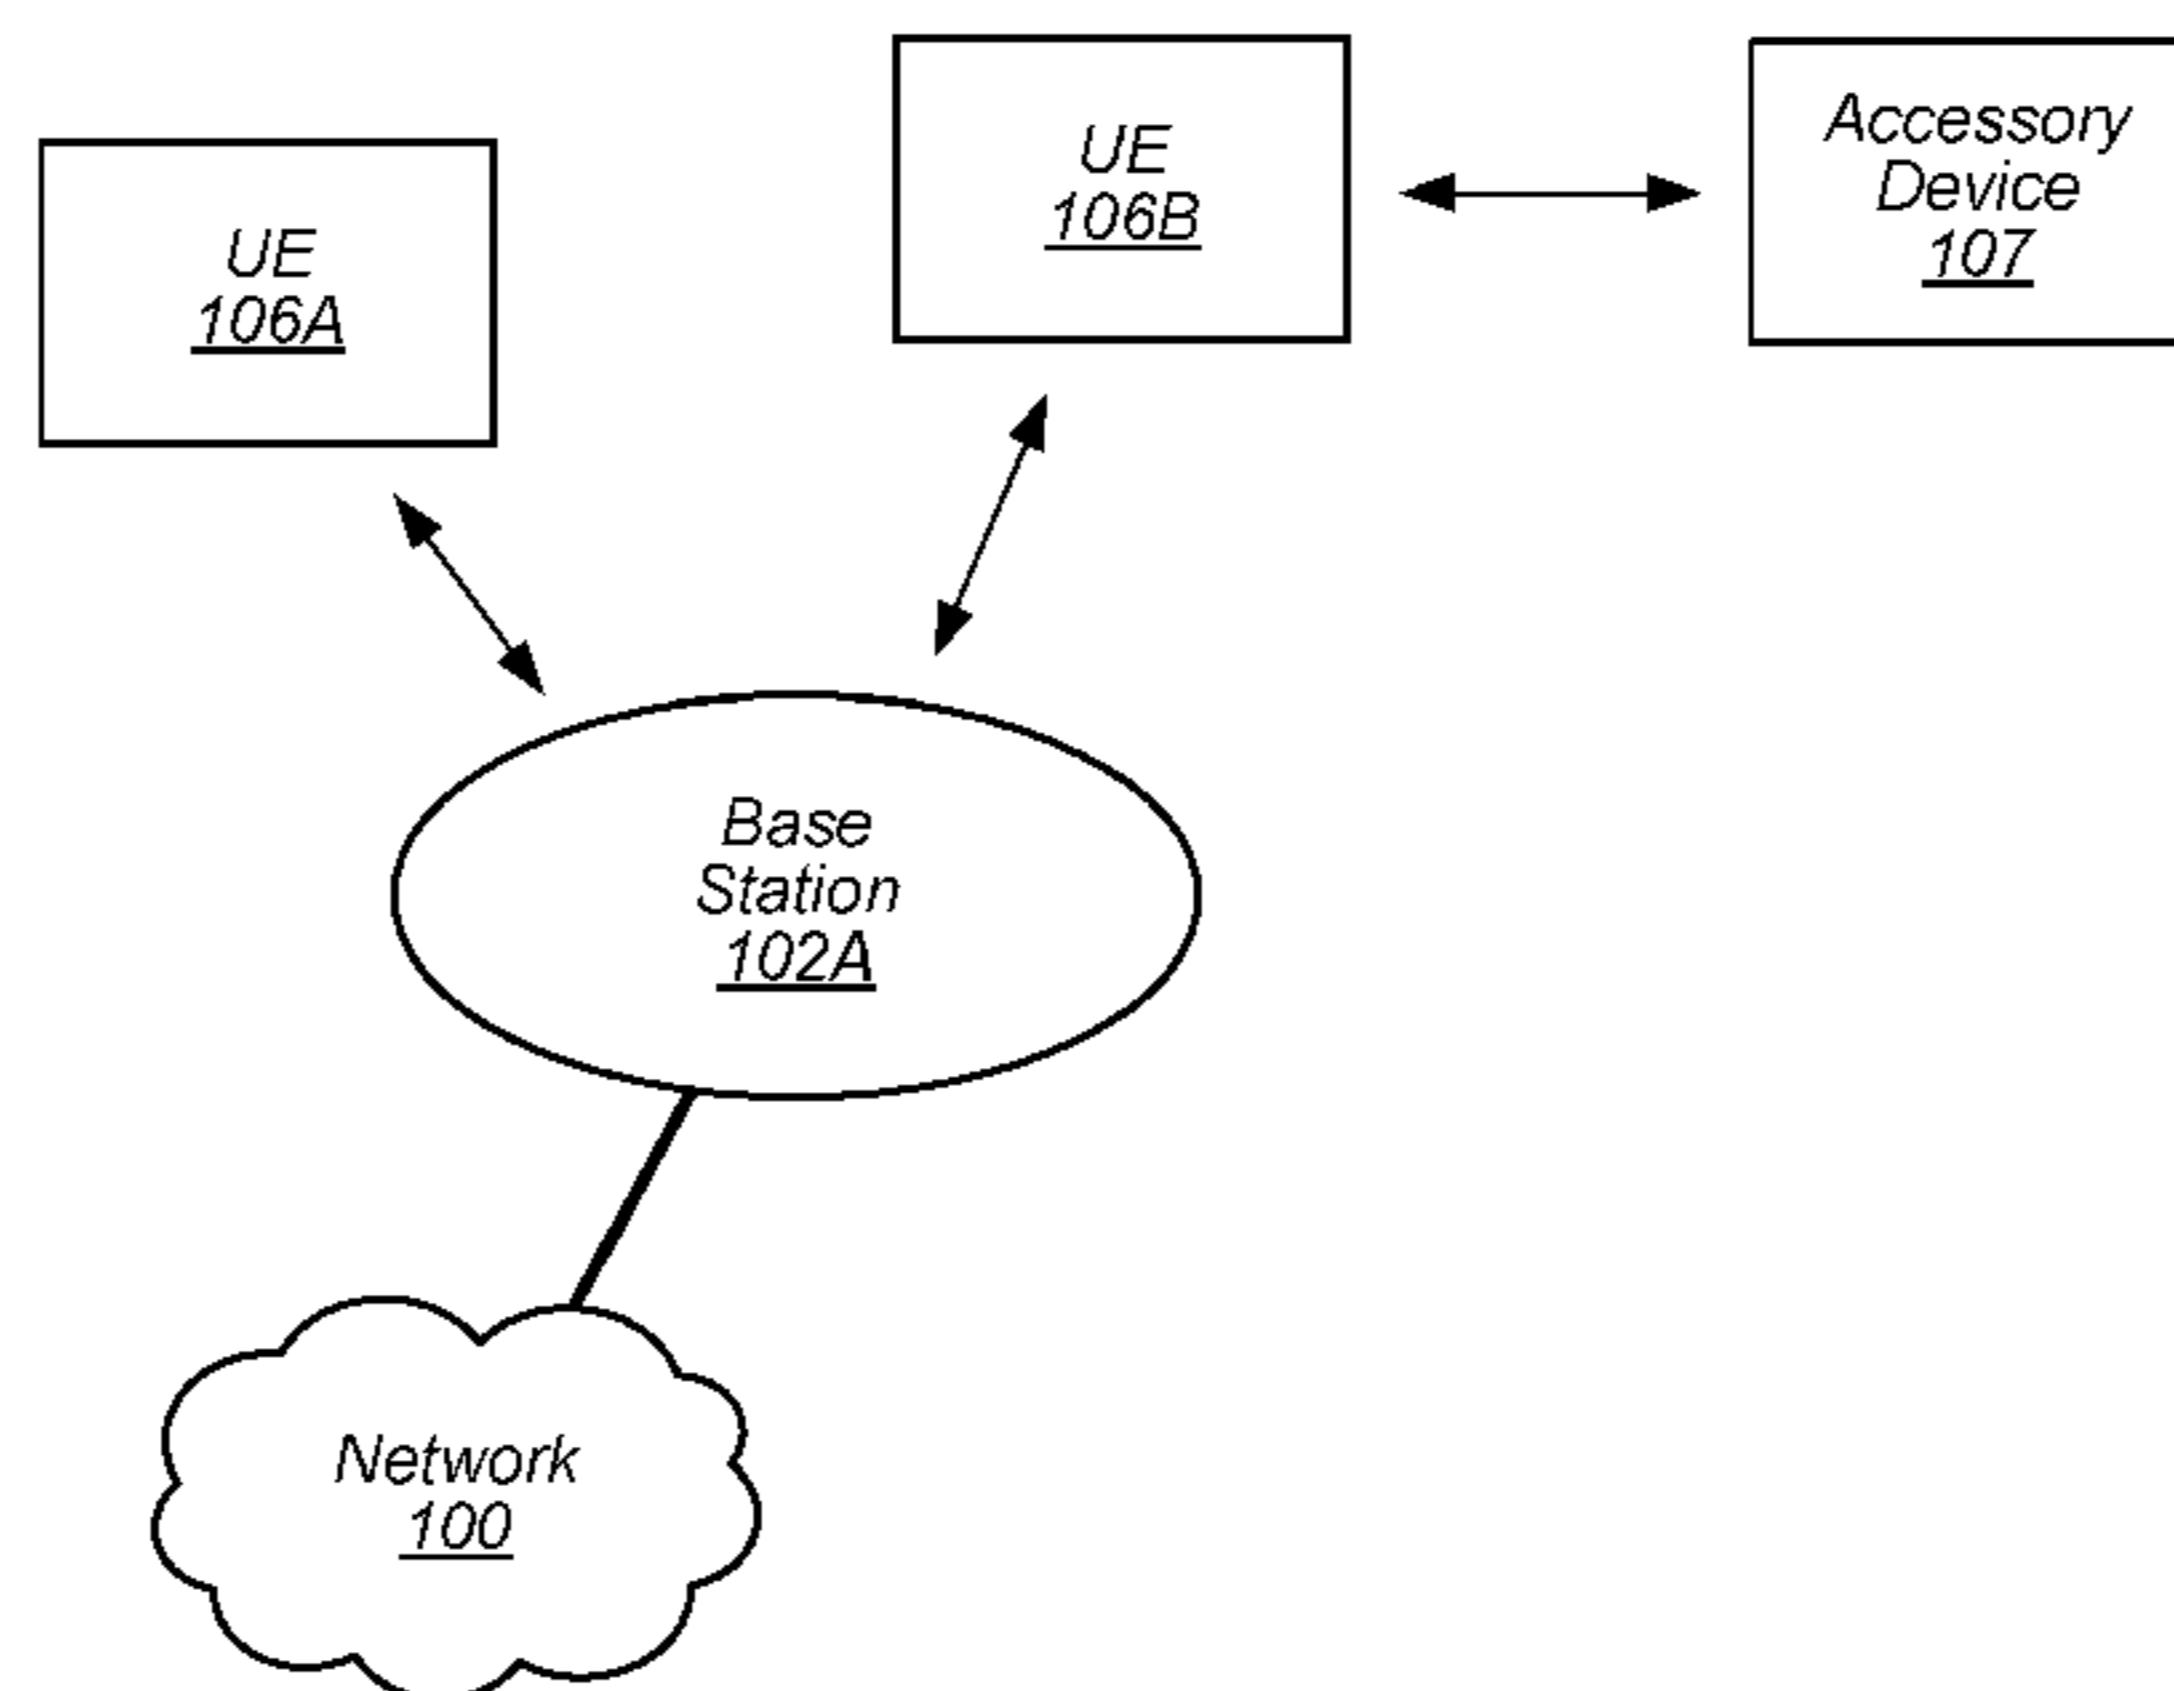 UE
106A
UE
106B
Accessory
Device
107
Base
Station
102A
Network
100